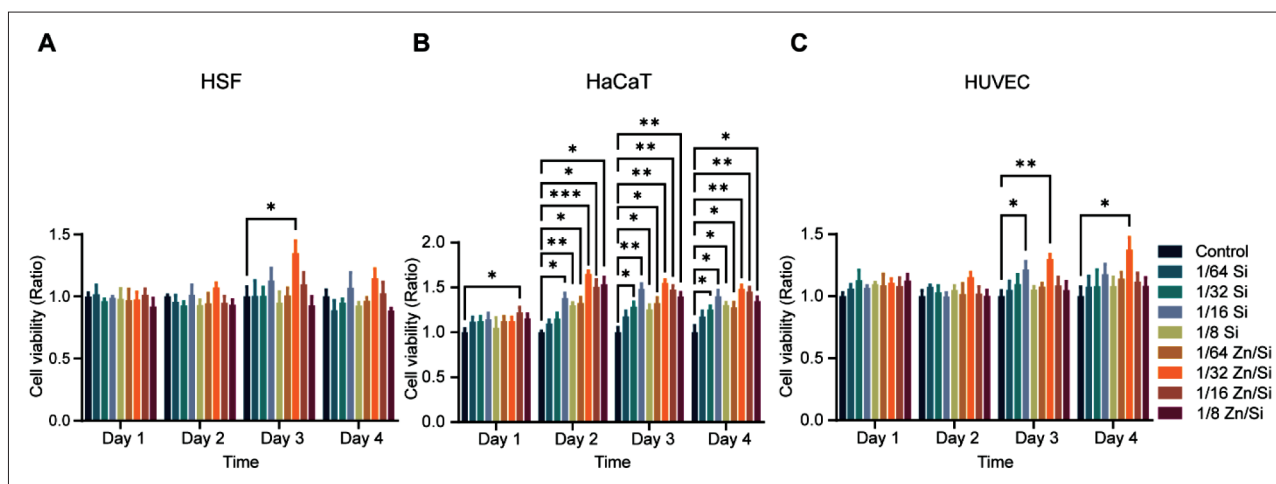 A
HSF
Cell viability (Ratio)
1.5
1.0
0.5
0.0
*
Day 1 Day 2 Day 3 Day 4
Time
B
HaCaT
Cell viability (Ratio)
2.0
1.5
1.0
0.5
0.0
*
*
*
***
*
**
*
**
**
**
*
*
**
*
*
**
**
*
*
*
*
Day 1 Day 2 Day 3 Day 4
Time
C
HUVEC
Cell viability (Ratio)
1.5
1.0
0.5
0.0
**
*
*
Day 1 Day 2 Day 3 Day 4
Time
Control
1/64 Si
1/32 Si
1/16 Si
1/8 Si
1/64 Zn/Si
1/32 Zn/Si
1/16 Zn/Si
1/8 Zn/Si